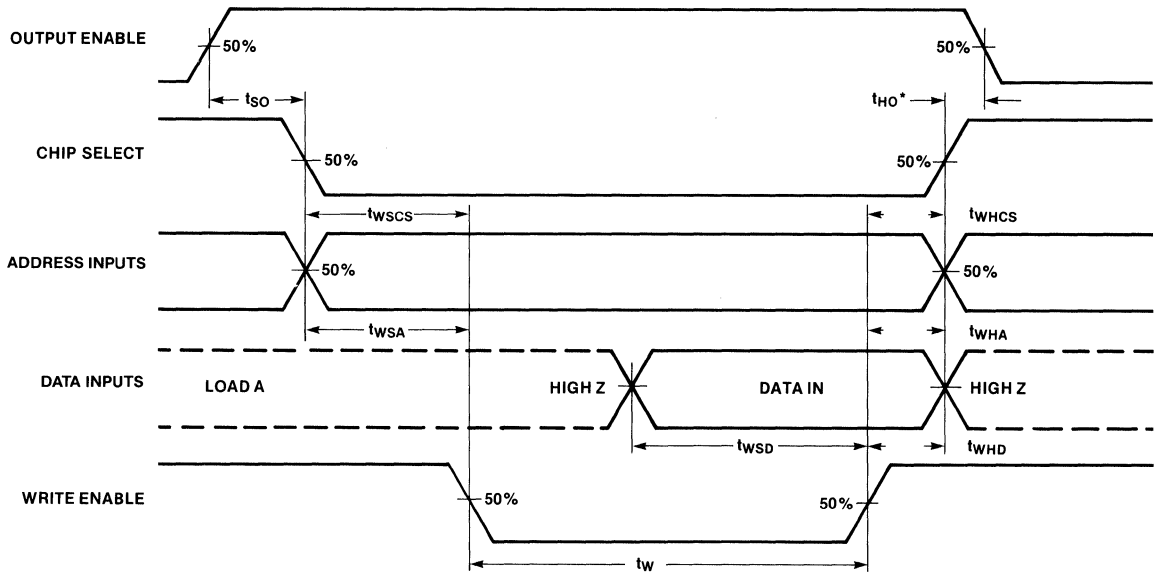 OUTPUT ENABLE
50%
50%
tSO
tHO*
CHIP SELECT
50%
50%
tWSCS
tWHCS
ADDRESS INPUTS
50%
50%
tWSA
tWHA
DATA INPUTS
LOAD A
HIGH Z
DATA IN
HIGH Z
tWSD
tWHD
WRITE ENABLE
50%
50%
tW